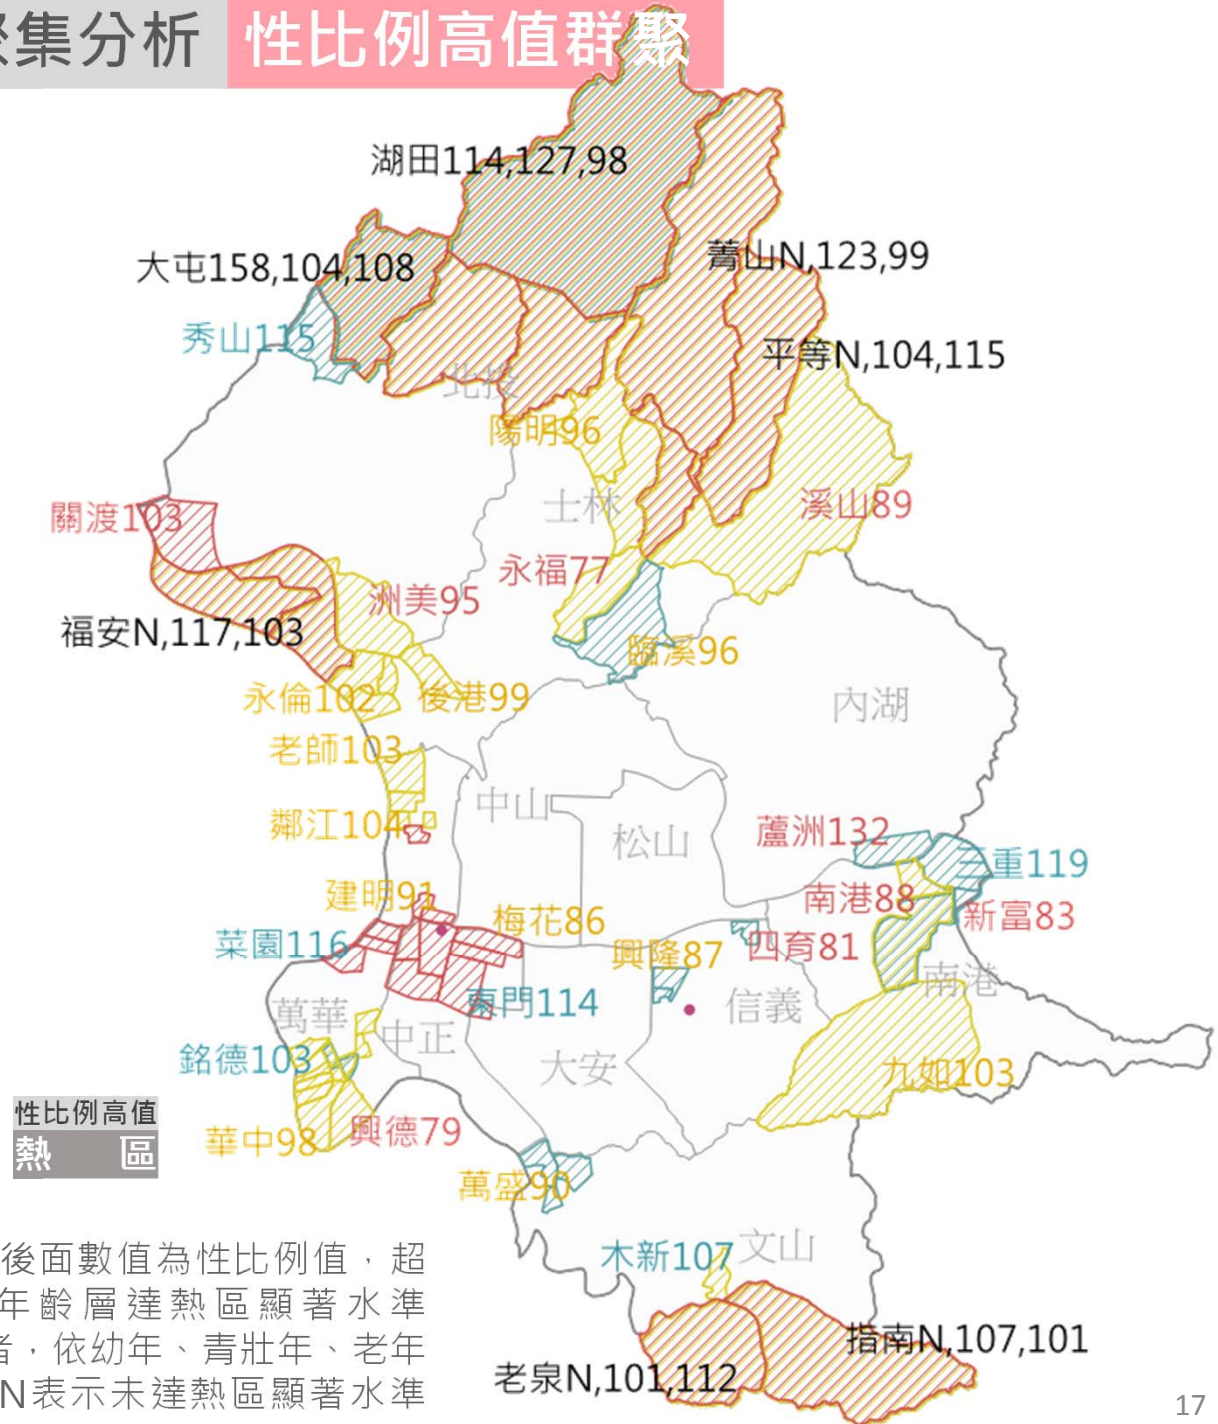 集分析 性比例高值群聚
湖田114,127,98
大屯158,104,108
菁山N,123,99
秀山115
平等N,104,115
北投
陽明96
士林
溪山89
關渡103
永福77
洲美95
福安N,117,103
臨溪96
永倫102
後港99
內湖
老師103
中山
鄰江104
松山
蘆洲132
三重119
建明91
南港88
梅花86
新富83
菜園116
興隆87
四育81
南港
萬華
東門114
信義
中正
銘德103
大安
九如103
性比例高值
熱 區
華中98
興德79
萬盛90
後面數值為性比例值，超
木新107
文山
年齡層達熱區顯著水準
者，依幼年、青壯年、老年
指南N,107,101
老泉N,101,112
N表示未達熱區顯著水準
17